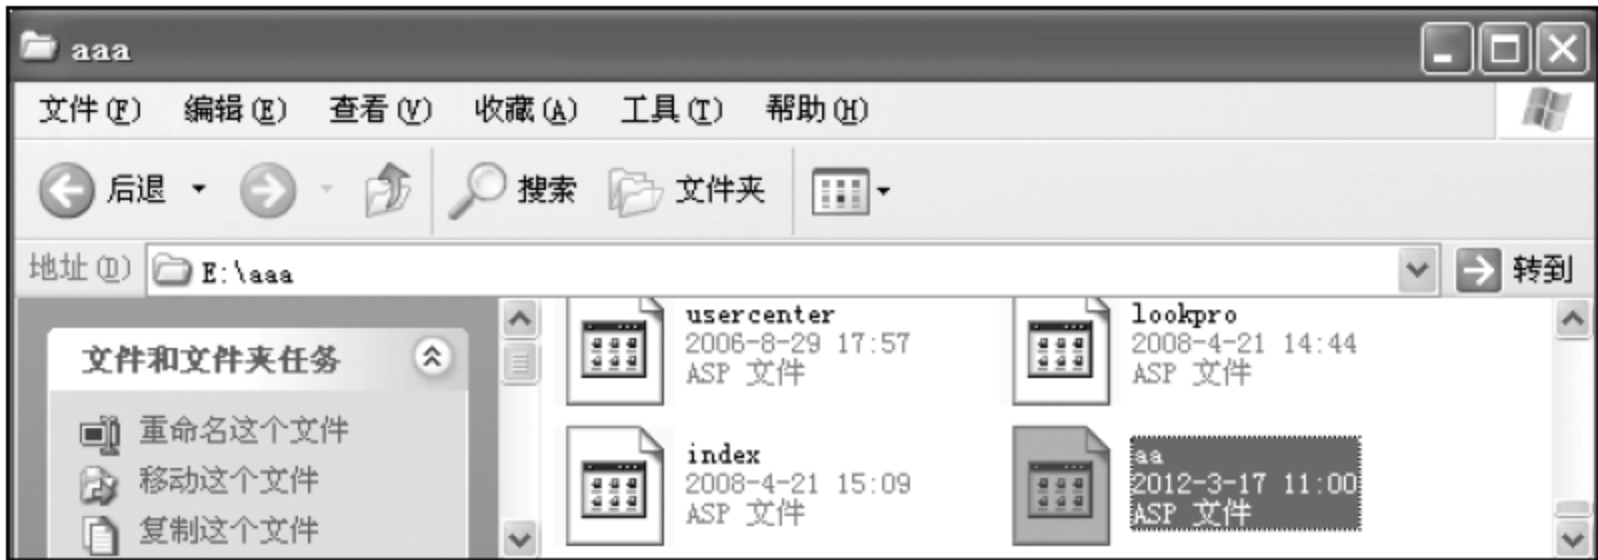 aaa
文件(F) 编辑(E) 查看(V) 收藏(A) 工具(T) 帮助(H)
后退 搜索 文件夹
地址(D) E:\aaa 转到
文件和文件夹任务
重命名这个文件
移动这个文件
复制这个文件
usercenter
2006-8-29 17:57
ASP 文件
lookpro
2008-4-21 14:44
ASP 文件
index
2008-4-21 15:09
ASP 文件
aa
2012-3-17 11:00
ASP 文件